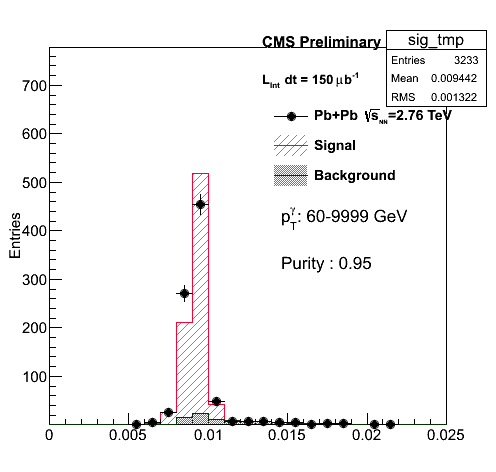 CMS Preliminary
sig_tmp
Entries 3233
Mean 0.009442
RMS 0.001322
L_int dt = 150 μb⁻¹
Pb+Pb √s_NN=2.76 TeV
Signal
Background
p_T^γ: 60-9999 GeV
Purity : 0.95
Entries
700
600
500
400
300
200
100
0 0.005 0.01 0.015 0.02 0.025